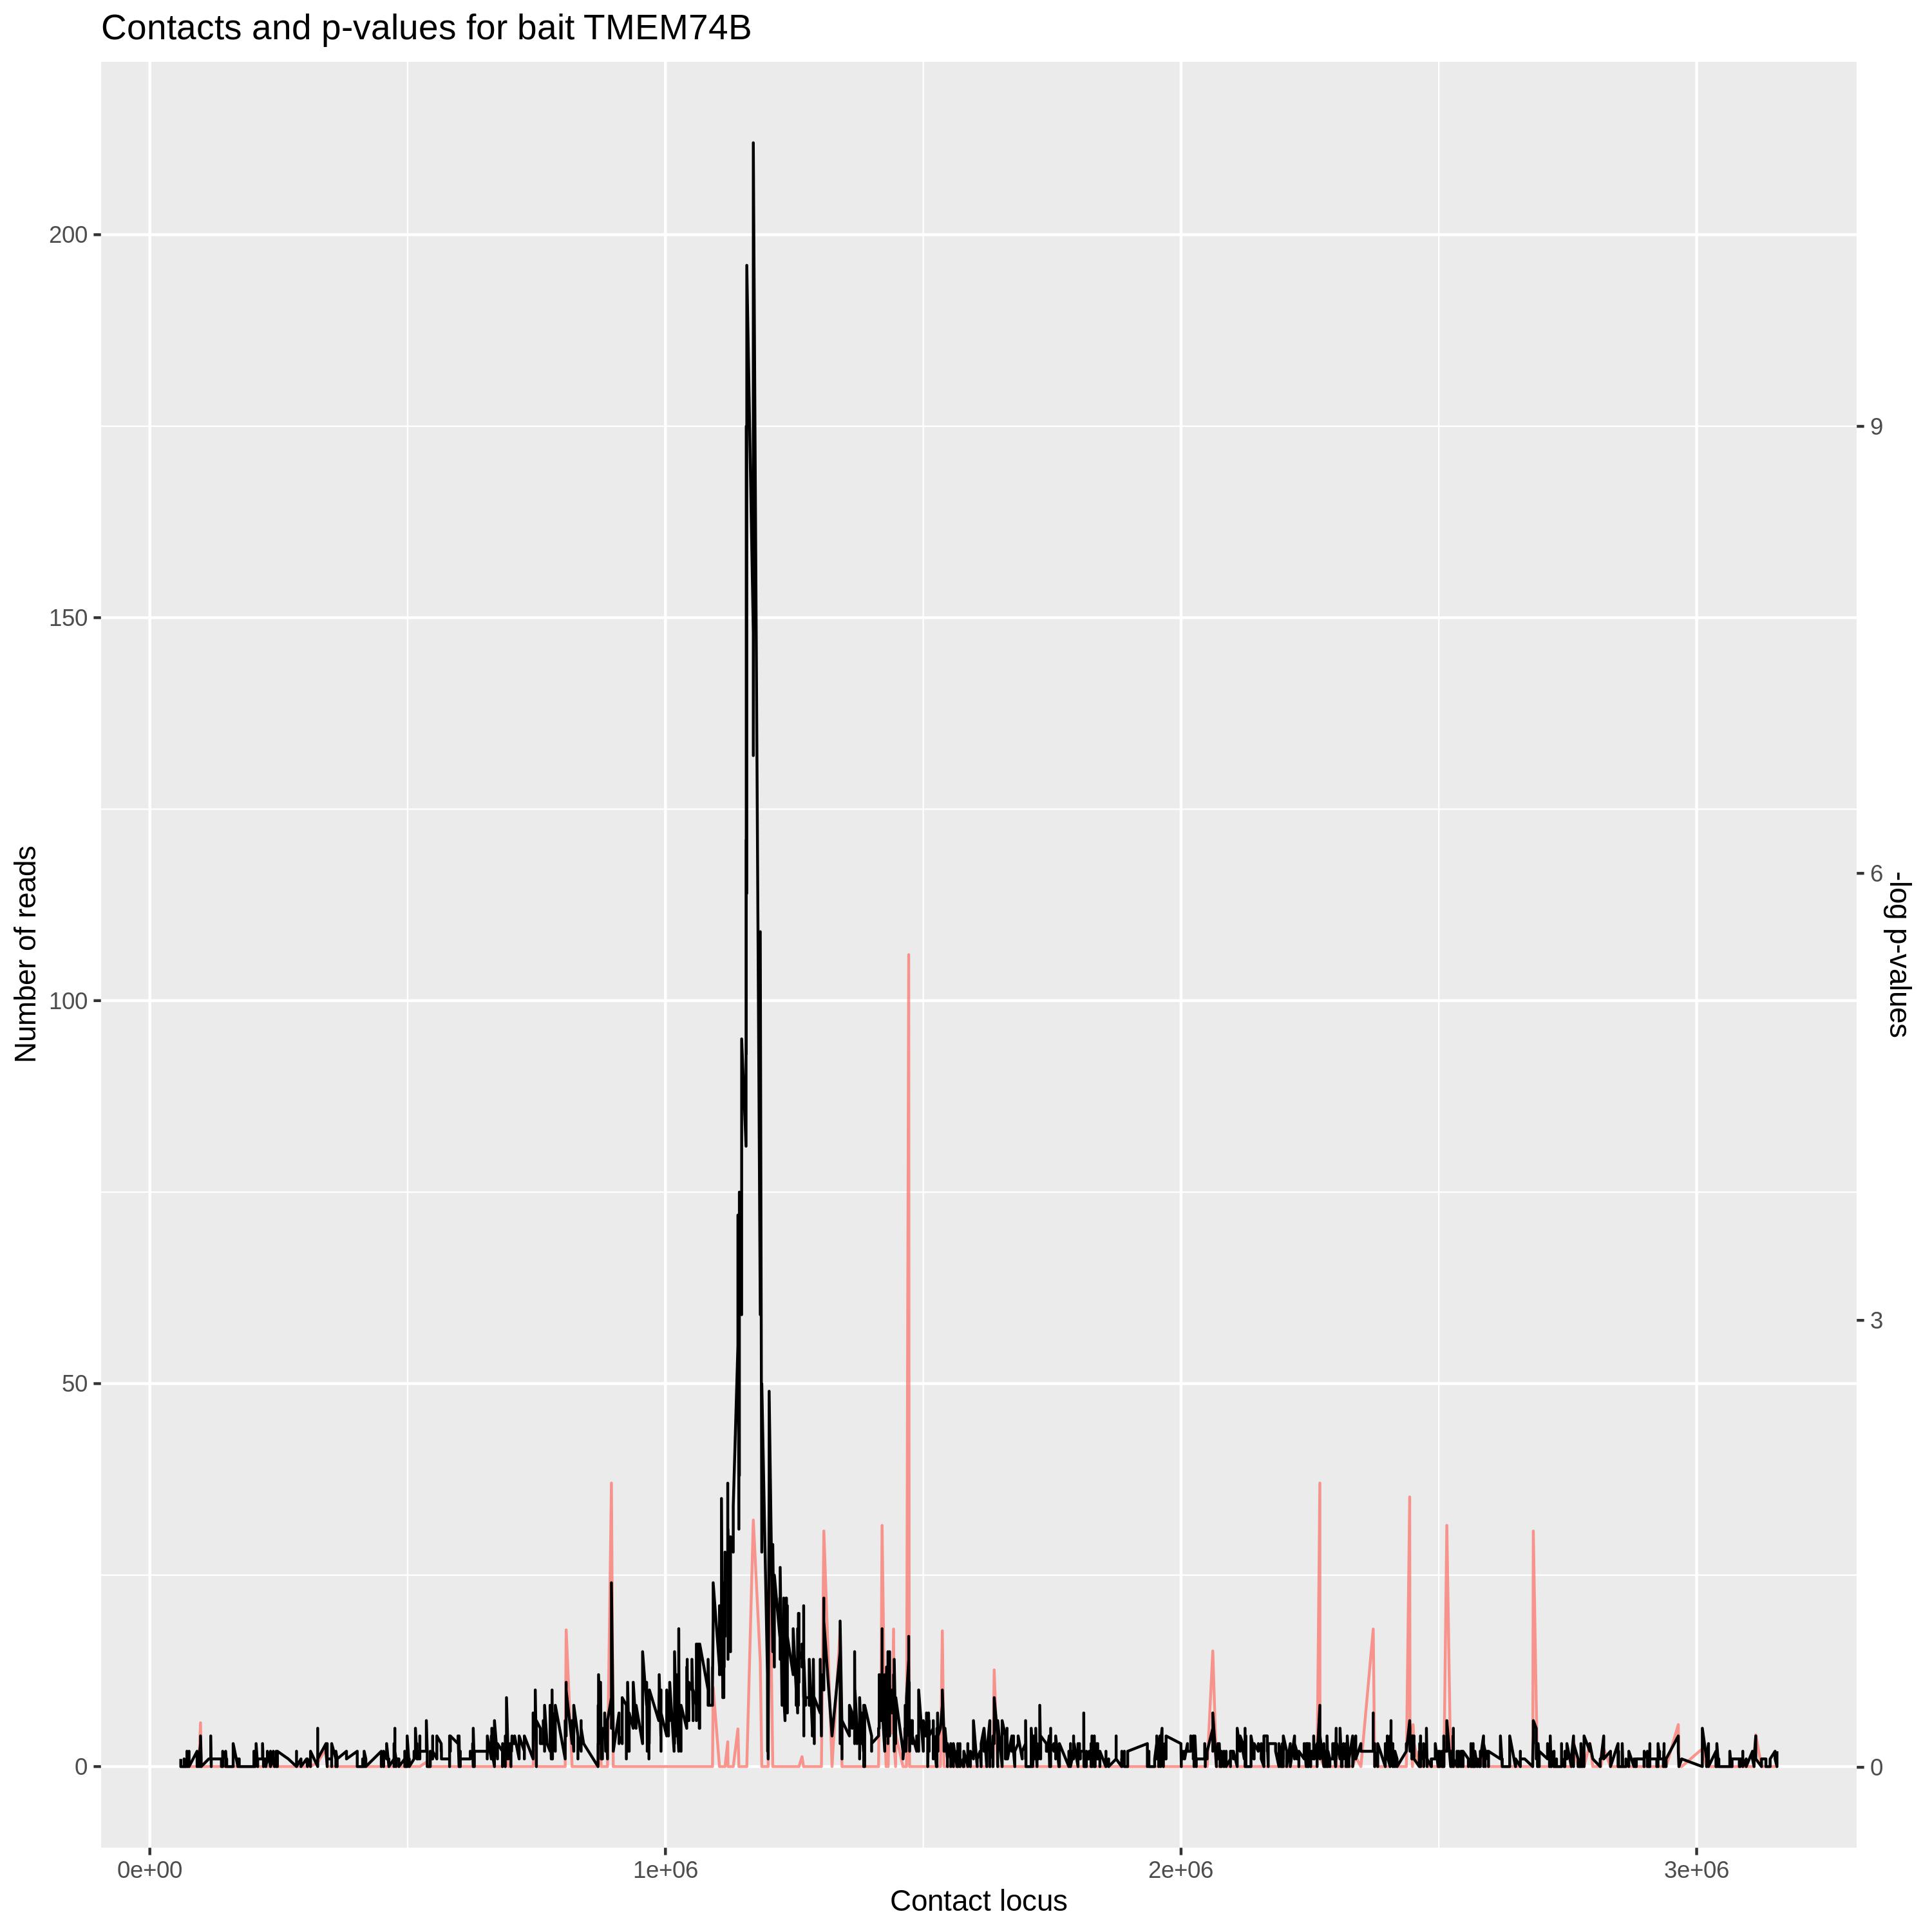 Contacts and p-values for bait TMEM74B
Number of reads
200
150
100
50
0
9
6
3
0
-log p-values
0e+00
1e+06
2e+06
3e+06
Contact locus